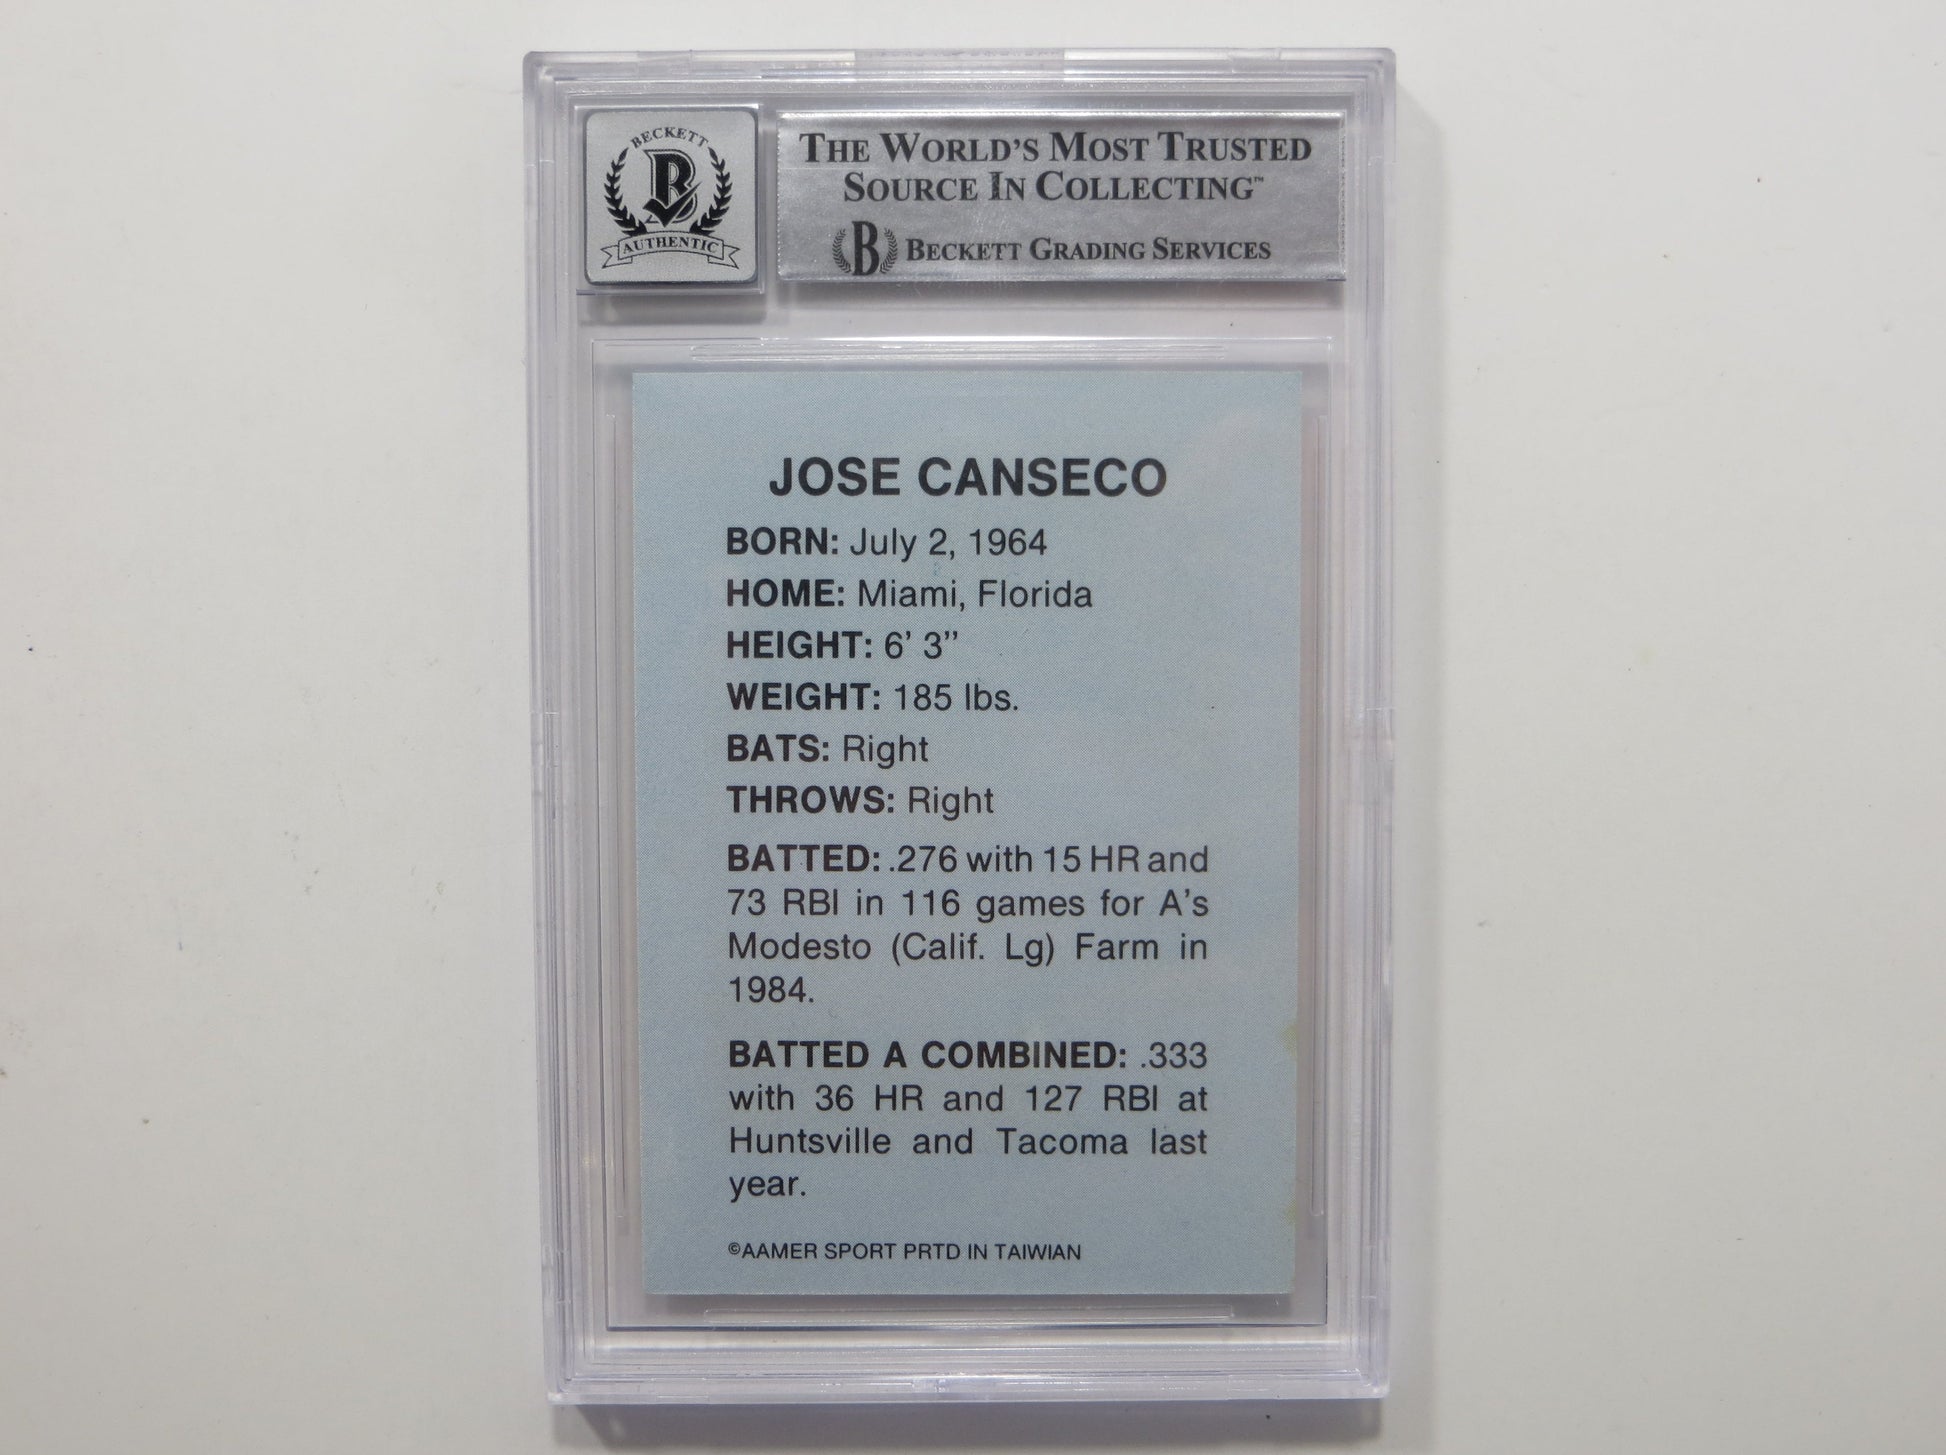 BECKETT
B
AUTHENTIC
THE WORLD'S MOST TRUSTED
SOURCE IN COLLECTING™
B BECKETT GRADING SERVICES
JOSE CANSECO
BORN: July 2, 1964
HOME: Miami, Florida
HEIGHT: 6' 3"
WEIGHT: 185 lbs.
BATS: Right
THROWS: Right
BATTED: .276 with 15 HR and
73 RBI in 116 games for A's
Modesto (Calif. Lg) Farm in
1984.
BATTED A COMBINED: .333
with 36 HR and 127 RBI at
Huntsville and Tacoma last
year.
©AAMER SPORT PRTD IN TAIWIAN